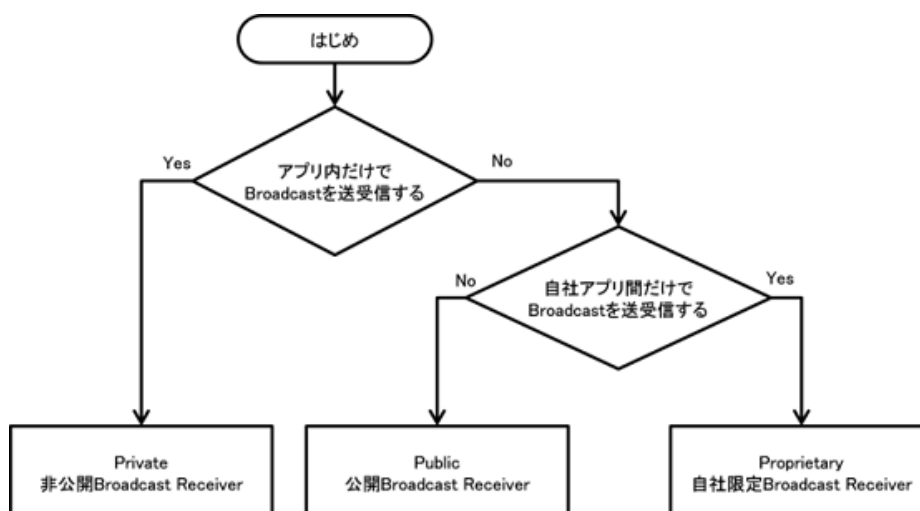 はじめ
Yes
アプリ内だけで
Broadcastを送受信する
No
No
自社アプリ間だけで
Broadcastを送受信する
Yes
Private
非公開Broadcast Receiver
Public
公開Broadcast Receiver
Proprietary
自社限定Broadcast Receiver